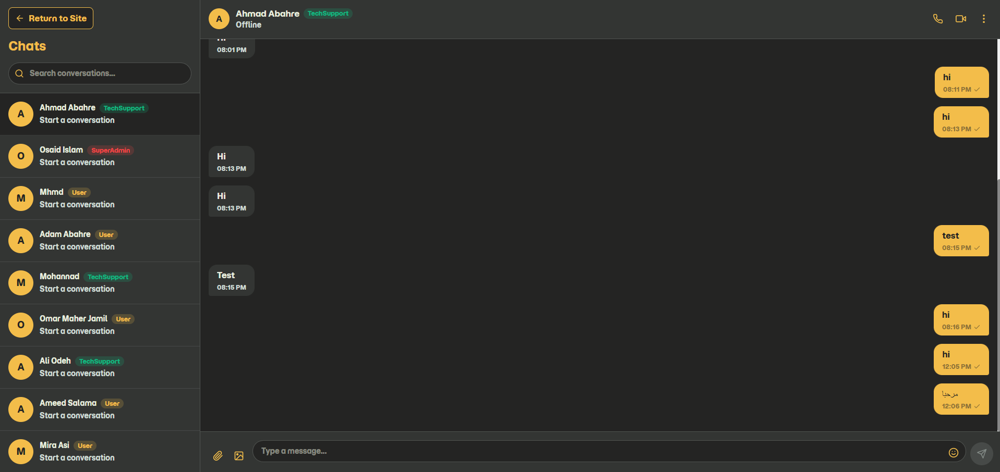 Return to Site
Chats
Search conversations...
A
Ahmad Abahre TechSupport
Start a conversation
O
Osaid Islam SuperAdmin
Start a conversation
M
Mhmd User
Start a conversation
A
Adam Abahre User
Start a conversation
M
Mohannad TechSupport
Start a conversation
O
Omar Maher Jamil User
Start a conversation
A
Ali Odeh TechSupport
Start a conversation
A
Ameed Salama User
Start a conversation
M
Mira Asi User
Start a conversation
A
Ahmad Abahre TechSupport
Offline
08:01 PM
hi
08:11 PM
hi
08:13 PM
Hi
08:13 PM
Hi
08:13 PM
test
08:15 PM
Test
08:15 PM
hi
08:16 PM
hi
12:05 PM
مرحبا
12:06 PM
Type a message...